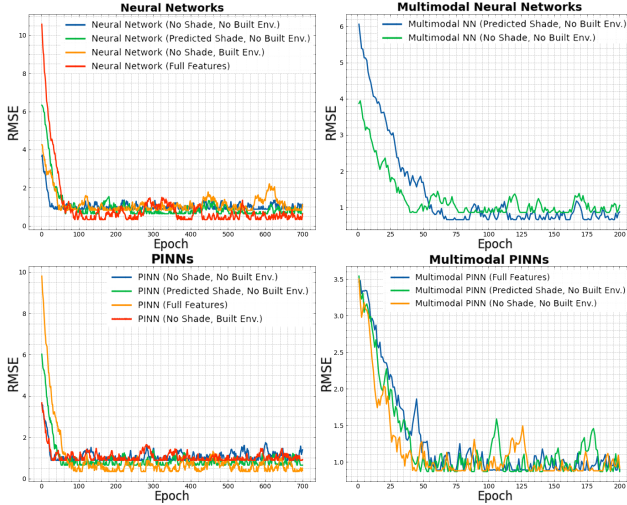 Neural Networks
Neural Network (No Shade, No Built Env.)
Neural Network (Predicted Shade, No Built Env.)
Neural Network (No Shade, Built Env.)
Neural Network (Full Features)
10
8
6
4
2
0
RMSE
0 100 200 300 400 500 600 700
Epoch
Multimodal Neural Networks
Multimodal NN (Predicted Shade, No Built Env.)
Multimodal NN (No Shade, No Built Env.)
6
5
4
3
2
1
RMSE
0 25 50 75 100 125 150 175 200
Epoch
PINNs
PINN (No Shade, No Built Env.)
PINN (Predicted Shade, No Built Env.)
PINN (Full Features)
PINN (No Shade, Built Env.)
10
8
6
4
2
0
RMSE
0 100 200 300 400 500 600 700
Epoch
Multimodal PINNs
Multimodal PINN (Full Features)
Multimodal PINN (Predicted Shade, No Built Env.)
Multimodal PINN (No Shade, No Built Env.)
3.5
3.0
2.5
2.0
1.5
1.0
RMSE
0 25 50 75 100 125 150 175 200
Epoch